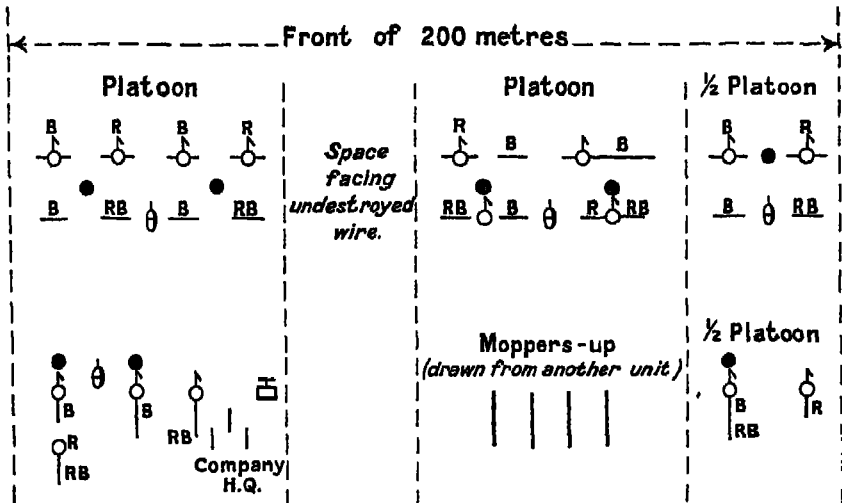 Front of 200 metres
Platoon
Platoon
½ Platoon
B R B R
R B B
B R
Space
facing
undestroyed
wire.
B RB B RB
RB B R RB
B RB
Moppers-up
(drawn from another unit)
½ Platoon
B B RB
B R
RB
R
RB
Company
H.Q.